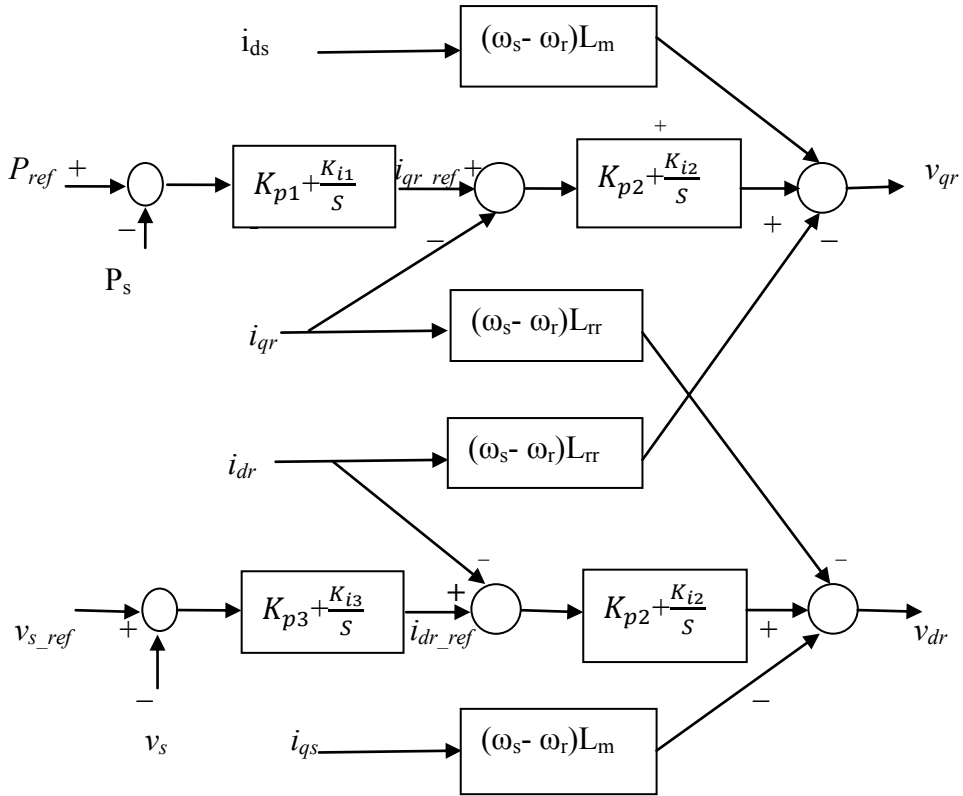 i_ds
(ω_s- ω_r)L_m
+
P_ref +
K_p1+K_i1/S
i_qr_ref +
K_p2+K_i2/S
v_qr
−
−
+
−
P_s
-
i_qr
(ω_s- ω_r)L_rr
i_dr
(ω_s- ω_r)L_rr
-
-
v_s_ref
+
K_p3+K_i3/S
+
i_dr_ref
K_p2+K_i2/S
+
v_dr
−
−
v_s
i_qs
(ω_s- ω_r)L_m